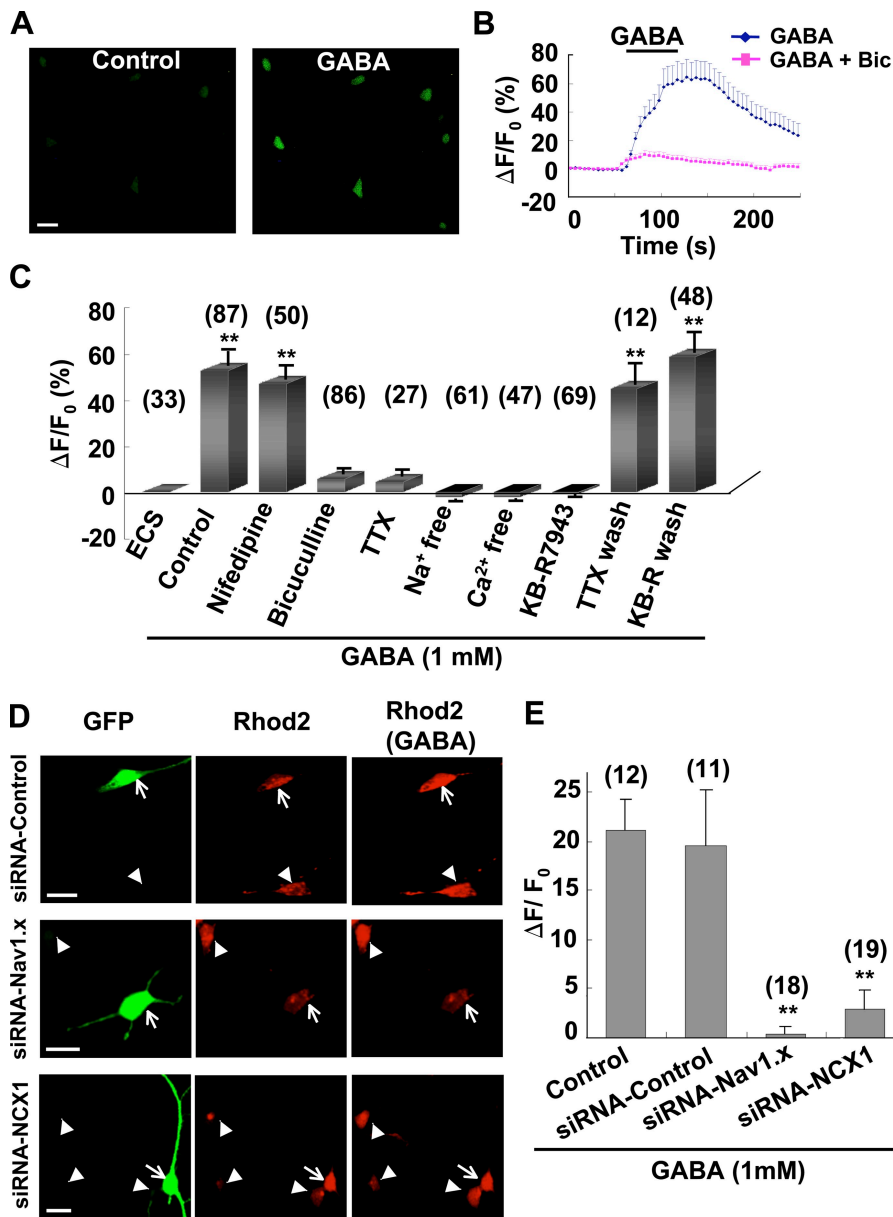 A
Control
GABA
B
GABA
GABA
GABA + Bic
ΔF/F0 (%)
80
60
40
20
0
-20
0
100
200
Time (s)
C
ΔF/F0 (%)
80
60
40
20
0
-20
(33)
(87)
**
(50)
**
(86)
(27)
(61)
(47)
(69)
(12)
**
(48)
**
ECS
Control
Nifedipine
Bicuculline
TTX
Na+ free
Ca2+ free
KB-R7943
TTX wash
KB-R wash
GABA (1 mM)
D
GFP
Rhod2
Rhod2
(GABA)
siRNA-Control
siRNA-Nav1.x
siRNA-NCX1
E
ΔF/ F0
25
20
15
10
5
0
(12)
(11)
(18)
**
(19)
**
Control
siRNA-Control
siRNA-Nav1.x
siRNA-NCX1
GABA (1mM)